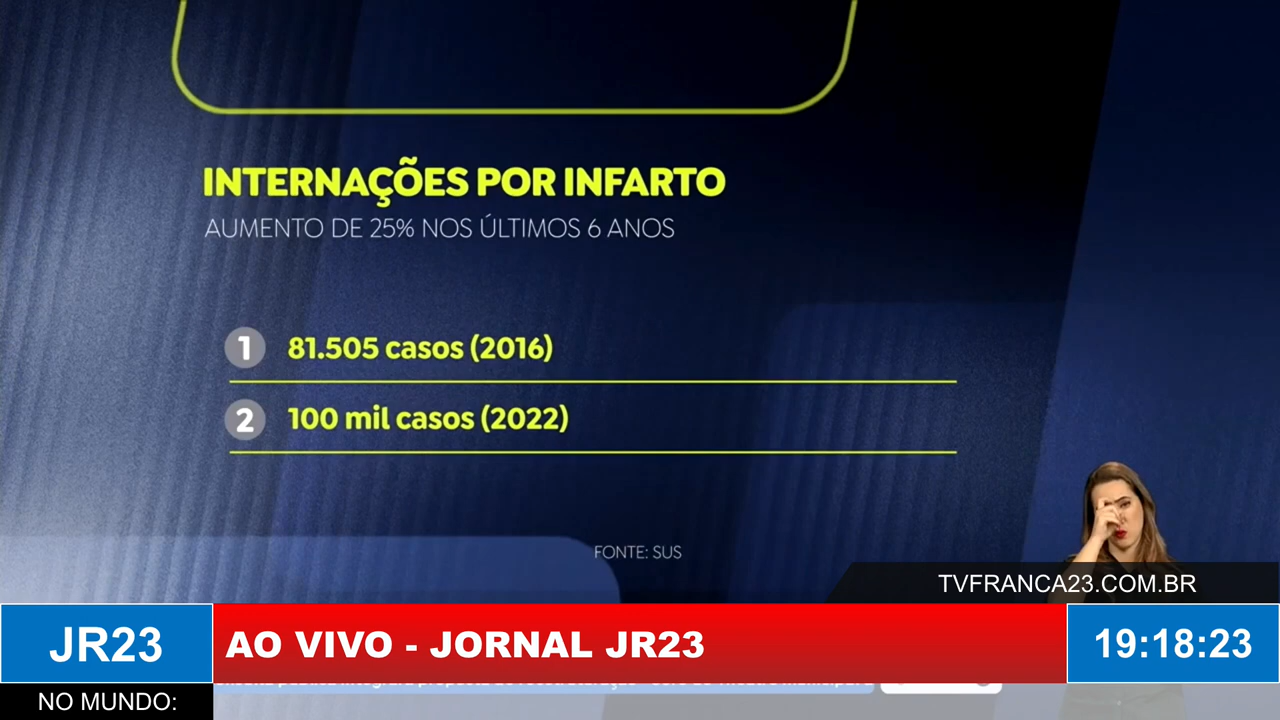 INTERNAÇÕES POR INFARTO
AUMENTO DE 25% NOS ÚLTIMOS 6 ANOS
1 81.505 casos (2016)
2 100 mil casos (2022)
FONTE: SUS
TVFRANCA23.COM.BR
JR23
AO VIVO - JORNAL JR23
19:18:23
NO MUNDO: